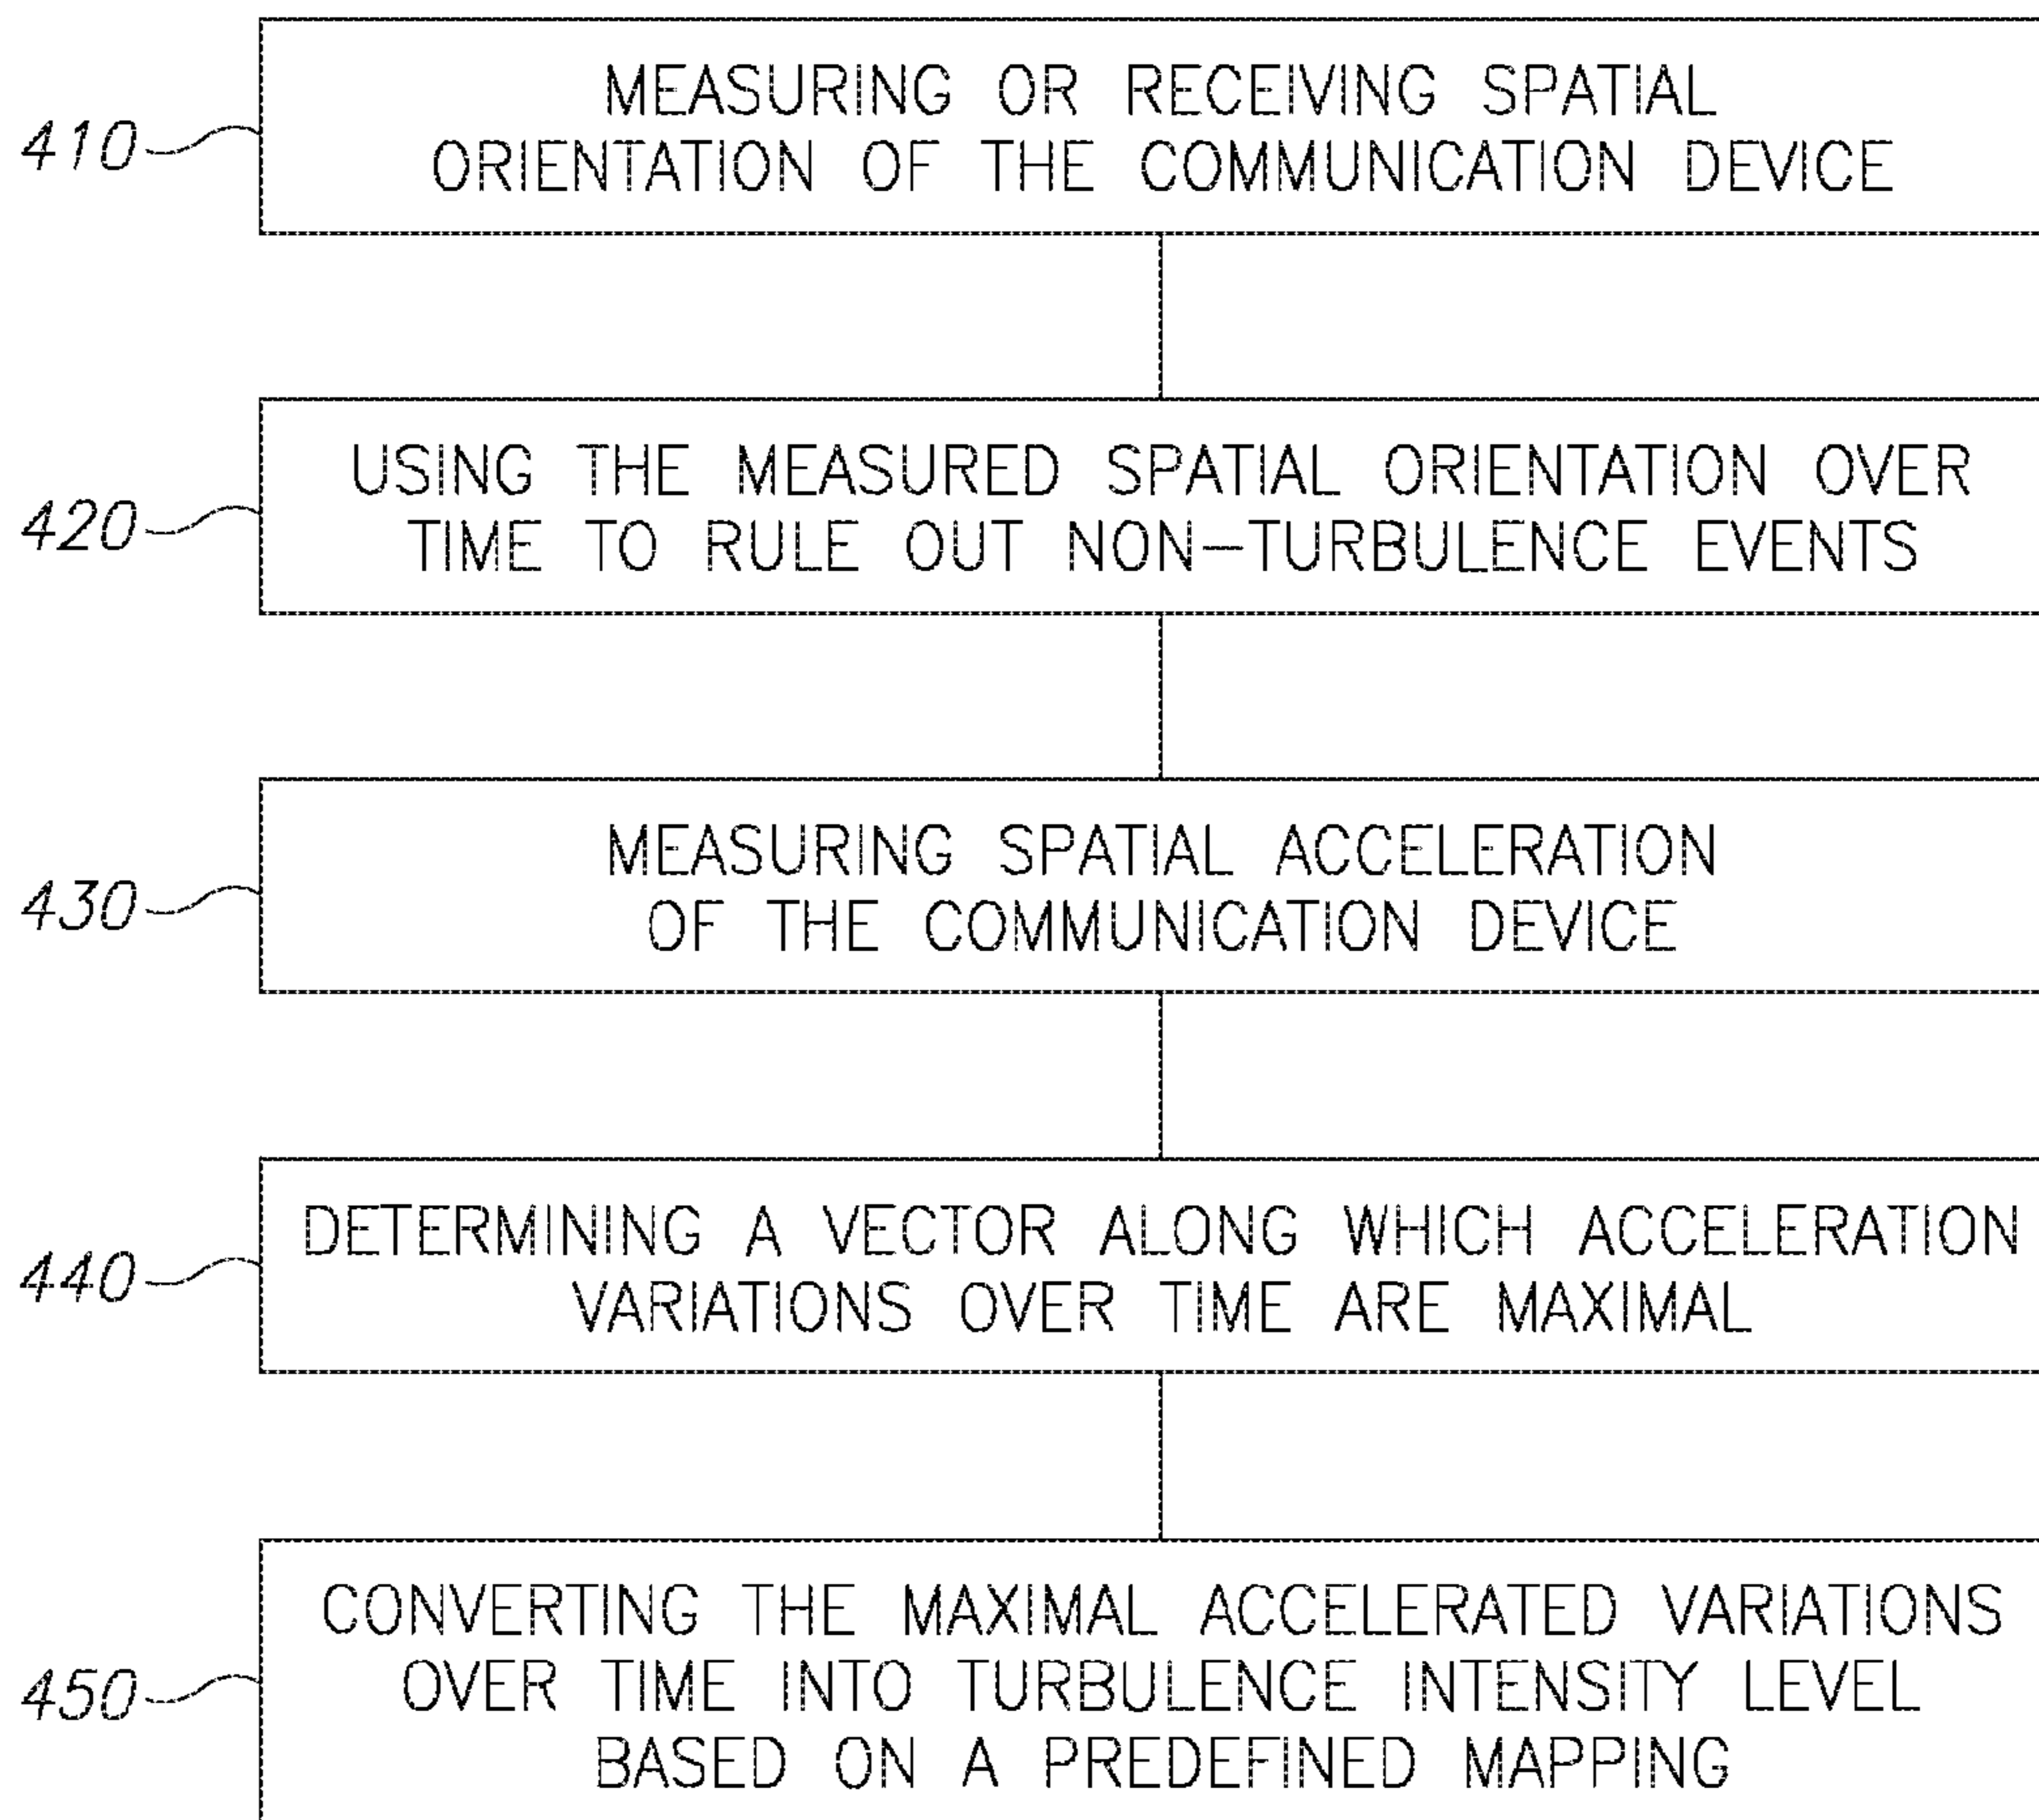 MEASURING OR RECEIVING SPATIAL
410
ORIENTATION OF THE COMMUNICATION DEVICE
USING THE MEASURED SPATIAL ORIENTATION OVER
420
TIME TO RULE OUT NON-TURBULENCE EVENTS
MEASURING SPATIAL ACCELERATION
430
OF THE COMMUNICATION DEVICE
DETERMINING A VECTOR ALONG WHICH ACCELERATION
440
VARIATIONS OVER TIME ARE MAXIMAL
CONVERTING THE MAXIMAL ACCELERATED VARIATIONS
450
OVER TIME INTO TURBULENCE INTENSITY LEVEL
BASED ON A PREDEFINED MAPPING